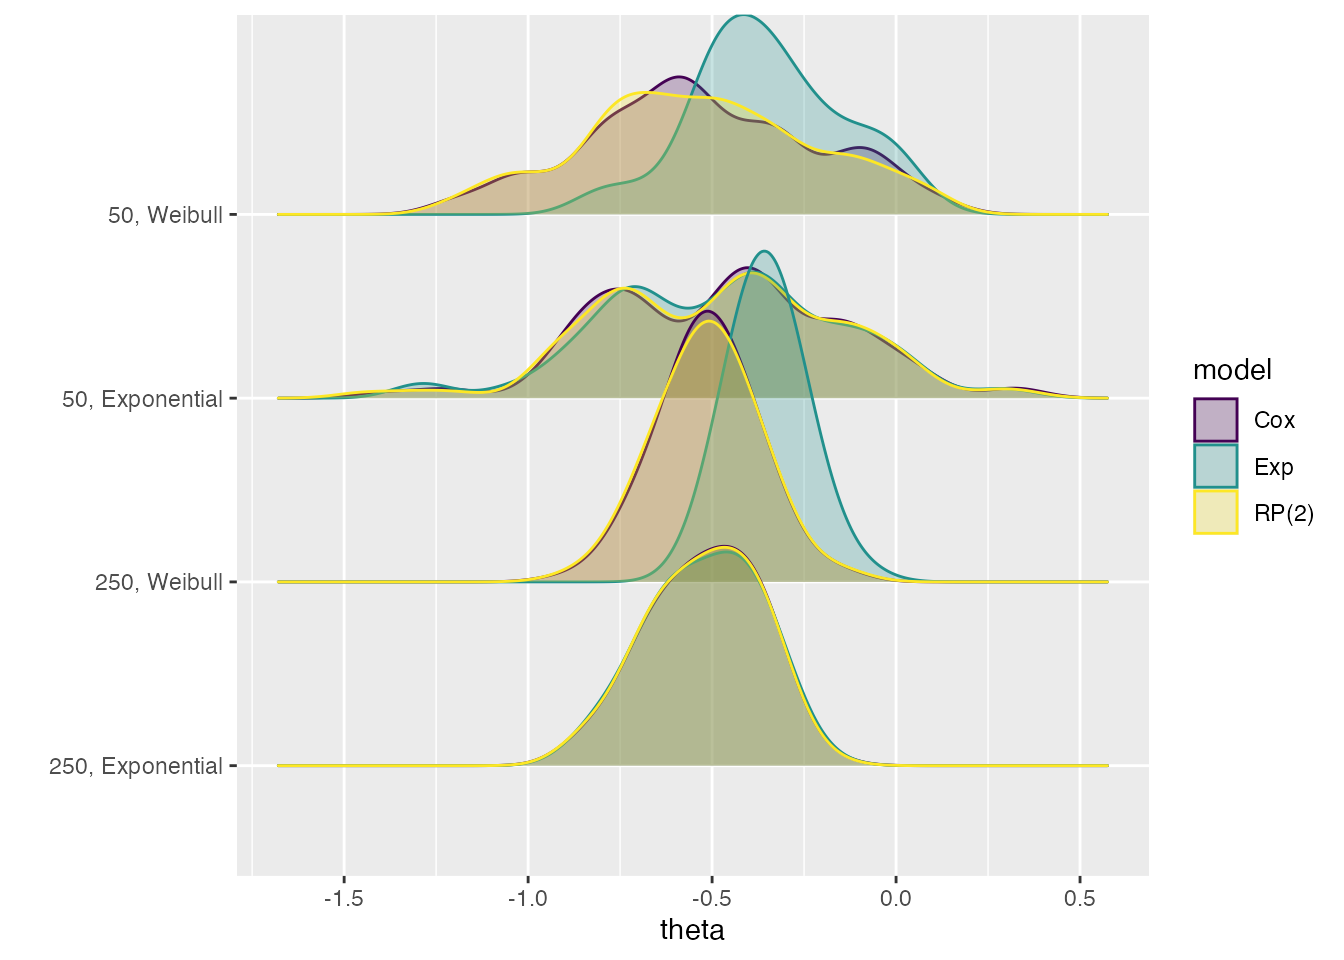 50, Weibull
50, Exponential
250, Weibull
250, Exponential
-1.5
-1.0
-0.5
0.0
0.5
theta
model
Cox
Exp
RP(2)